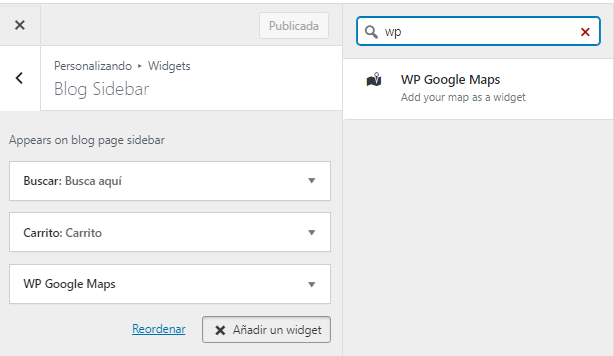 Publicada
Personalizando ▸ Widgets
Blog Sidebar
Appears on blog page sidebar
Buscar: Busca aquí
Carrito: Carrito
WP Google Maps
Reordenar
Añadir un widget
wp
WP Google Maps
Add your map as a widget